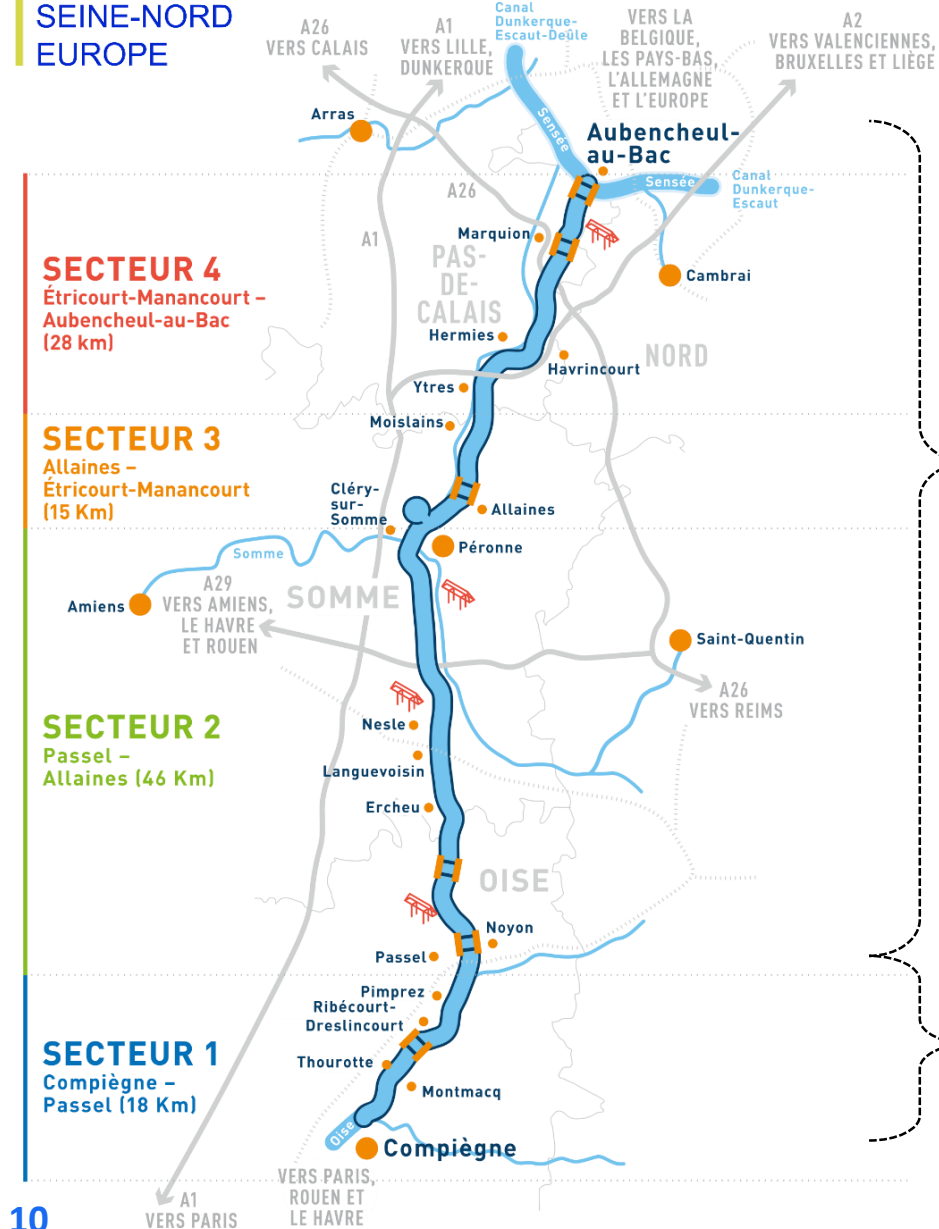 SEINE-NORD
EUROPE
A26
VERS CALAIS
A1
VERS LILLE,
DUNKERQUE
Canal
Dunkerque-
Escaut-Deûle
VERS LA
BELGIQUE,
LES PAYS-BAS,
L'ALLEMAGNE
ET L'EUROPE
A2
VERS VALENCIENNES,
BRUXELLES ET LIÈGE
Arras
Sensée
Aubencheul-
au-Bac
Sensée
Canal
Dunkerque-
Escaut
A26
A1
Marquion
PAS-
DE-
CALAIS
Cambrai
SECTEUR 4
Étricourt-Manancourt –
Aubencheul-au-Bac
(28 km)
Hermies
NORD
Havrincourt
Ytres
Moislains
SECTEUR 3
Allaines –
Étricourt-Manancourt
(15 Km)
Cléry-
sur-
Somme
Allaines
Péronne
Somme
Amiens
A29
VERS AMIENS,
LE HAVRE
ET ROUEN
SOMME
Saint-Quentin
A26
VERS REIMS
SECTEUR 2
Passel –
Allaines (46 Km)
Nesle
Languevoisin
Ercheu
OISE
Noyon
Passel
Pimprez
Ribécourt-
Dreslincourt
Thourotte
Montmacq
SECTEUR 1
Compiègne –
Passel (18 Km)
Oise
Compiègne
VERS PARIS,
ROUEN ET
LE HAVRE
A1
VERS PARIS
10